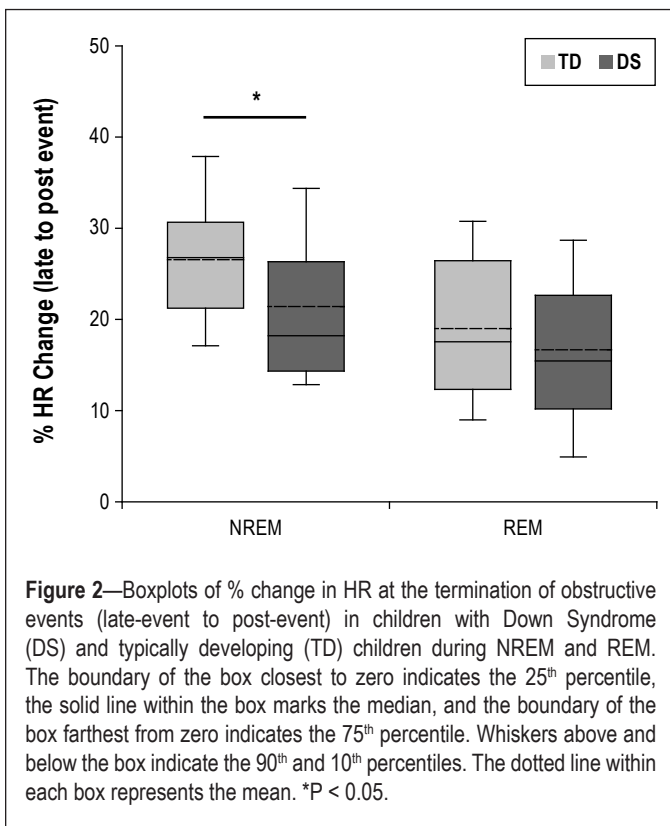 50
TD DS
*
40
30
20
10
0
% HR Change (late to post event)
NREM REM
Figure 2—Boxplots of % change in HR at the termination of obstructive
events (late-event to post-event) in children with Down Syndrome
(DS) and typically developing (TD) children during NREM and REM.
The boundary of the box closest to zero indicates the 25th percentile,
the solid line within the box marks the median, and the boundary of the
box farthest from zero indicates the 75th percentile. Whiskers above and
below the box indicate the 90th and 10th percentiles. The dotted line within
each box represents the mean. *P < 0.05.